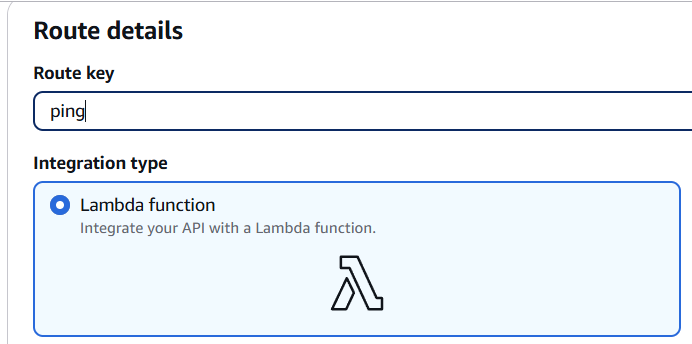 Route details
Route key
ping
Integration type
Lambda function
Integrate your API with a Lambda function.